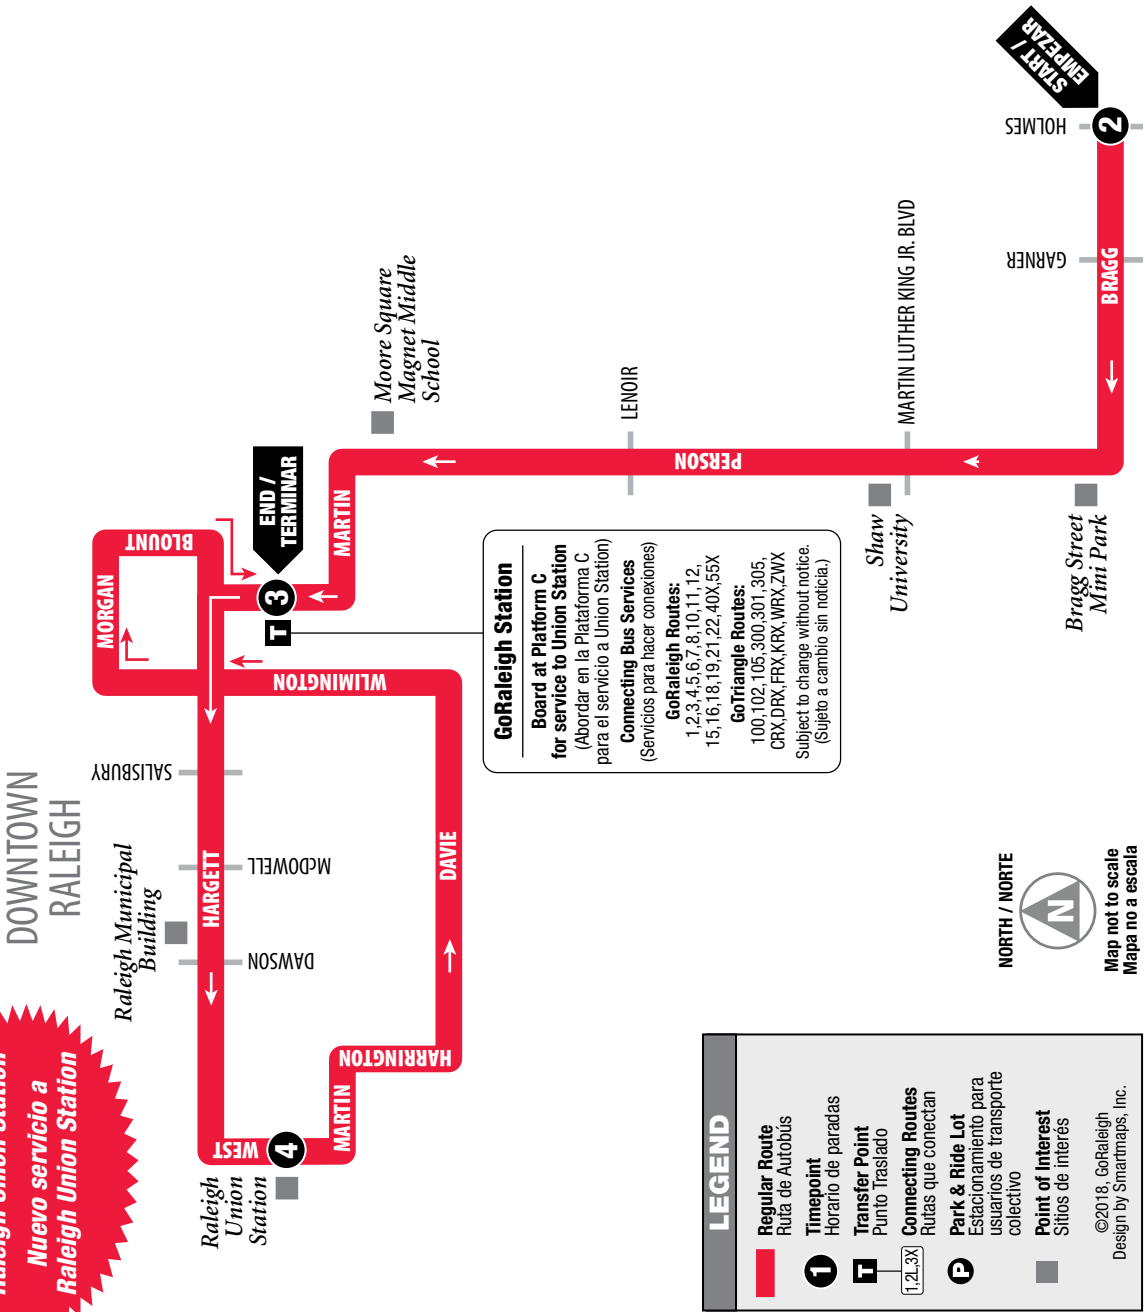 Raleigh Union Station
Nuevo servicio a
Raleigh Union Station
DOWNTOWN
RALEIGH
Raleigh Municipal
Building
SALISBURY
McDOWELL
DAWSON
HARGETT
MORGAN
BLOUNT
WLIMINGTON
DAVIE
HARRINGTON
MARTIN
WEST
4
Raleigh
Union
Station
3
T
END /
TERMINAR
MARTIN
Moore Square
Magnet Middle
School
LENOIR
PERSON
MARTIN LUTHER KING JR. BLVD
Shaw
University
Bragg Street
Mini Park
BRAGG
GARNER
HOLMES
2
START /
EMPEZAR
GoRaleigh Station
Board at Platform C
for service to Union Station
(Abordar en la Plataforma C
para el servicio a Union Station)
Connecting Bus Services
(Servicios para hacer conexiones)
GoRaleigh Routes:
1,2,3,4,5,6,7,8,10,11,12,
15,16,18,19,21,22,40X,55X
GoTriangle Routes:
100,102,105,300,301,305,
CRX,DRX,FRX,KRX,WRX,ZWX
Subject to change without notice.
(Sujeto a cambio sin noticia.)
NORTH / NORTE
N
Map not to scale
Mapa no a escala
LEGEND
Regular Route
Ruta de Autobús
1
Timepoint
Horario de paradas
T
Transfer Point
Punto Traslado
1,2L,3X
Connecting Routes
Rutas que conectan
P
Park & Ride Lot
Estacionamiento para
usuarios de transporte
colectivo
Point of Interest
Sitios de interés
©2018, GoRaleigh
Design by Smartmaps, Inc.